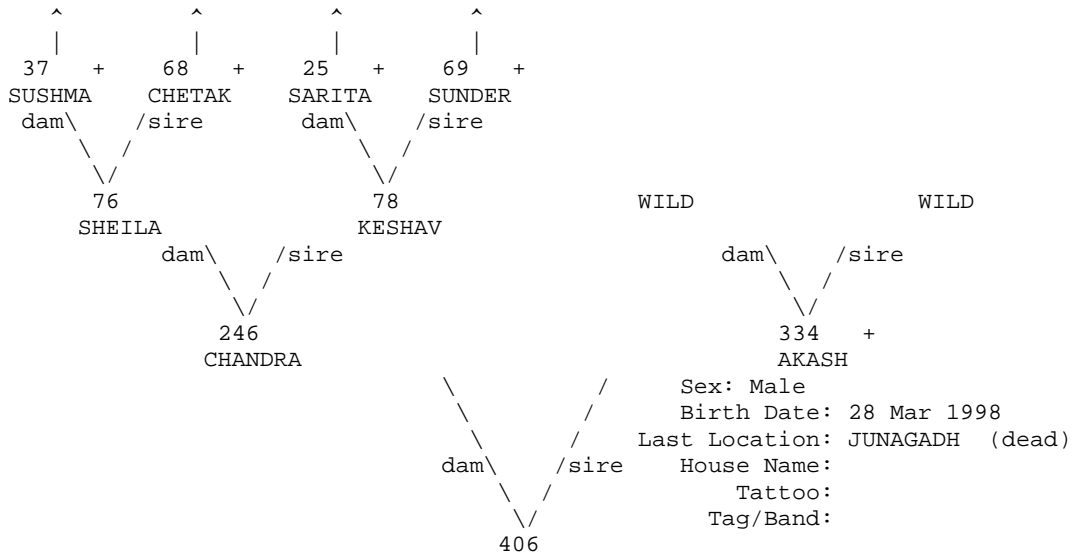 ^ ^ ^ ^
| | | |
37 + 68 + 25 + 69 +
SUSHMA CHETAK SARITA SUNDER
dam\ /sire dam\ /sire
\ / \ /
\/ \/
76 78 WILD WILD
SHEILA KESHAV
dam\ /sire dam\ /sire
\ / \ /
\/ \/
246 334 +
CHANDRA AKASH
\ / Sex: Male
\ / Birth Date: 28 Mar 1998
\ / Last Location: JUNAGADH (dead)
dam\ /sire House Name:
\ / Tattoo:
\/ Tag/Band:
406